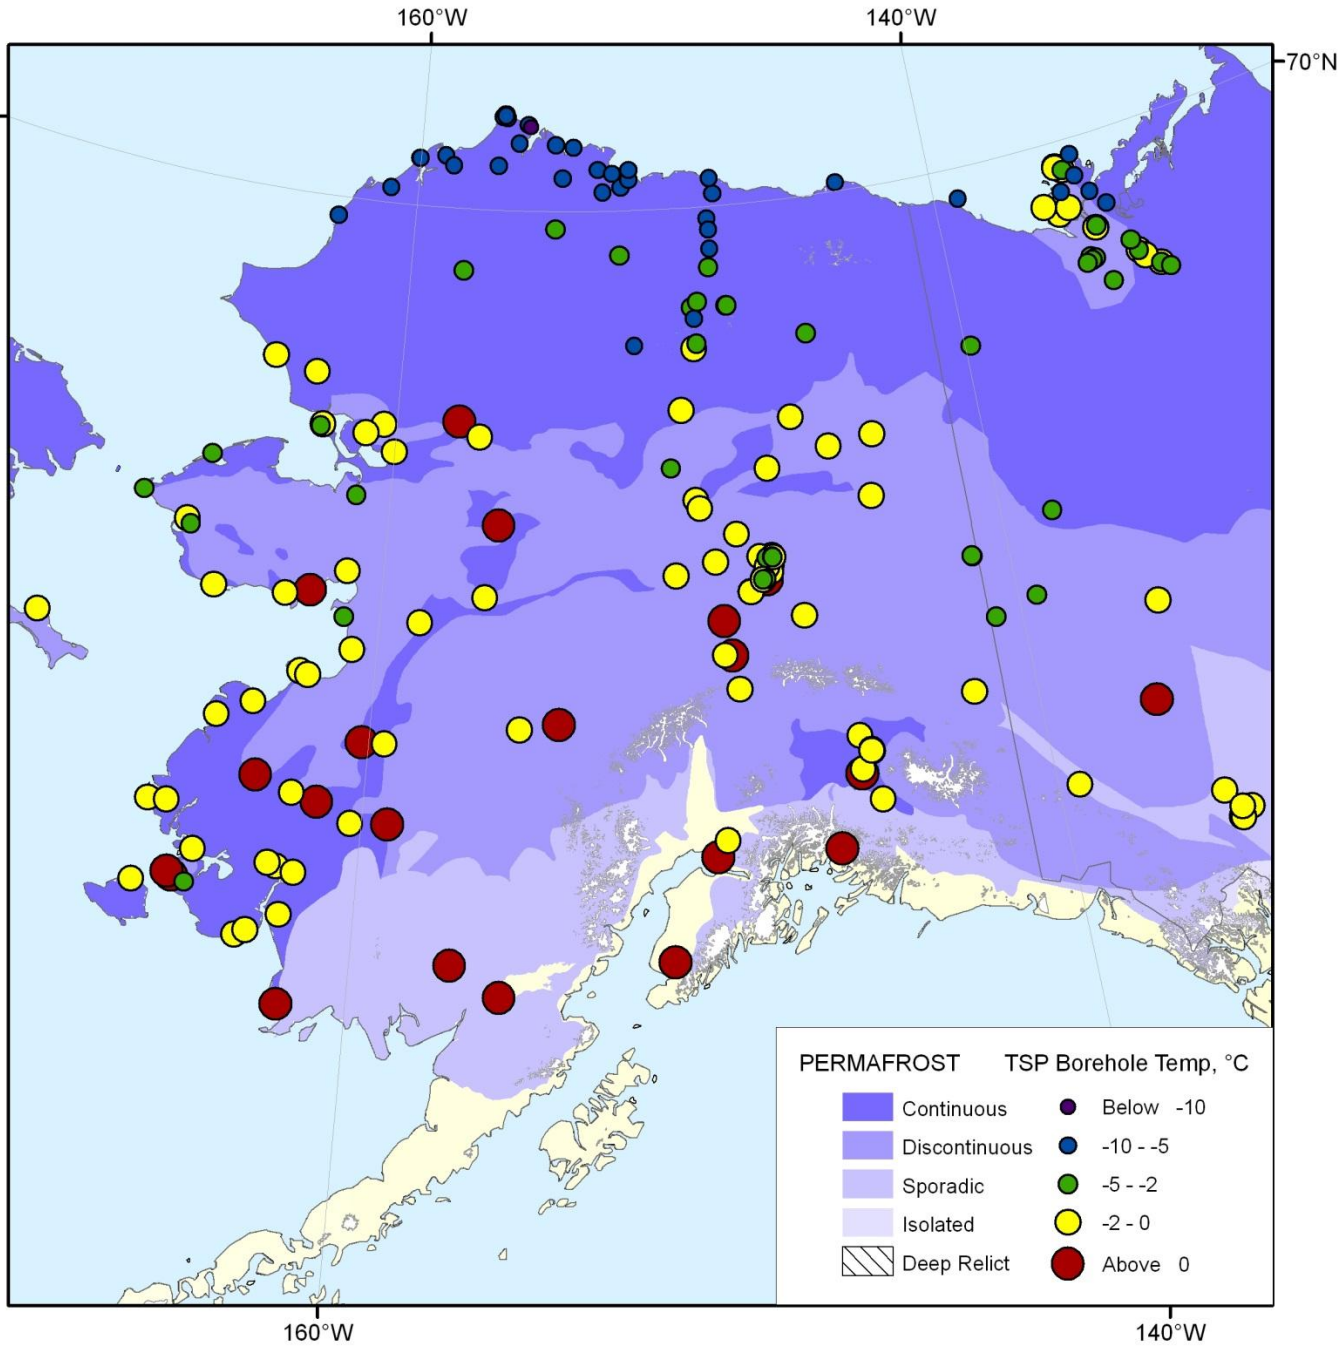 160°W 140°W
70°N
PERMAFROST TSP Borehole Temp, °C
Continuous Below -10
Discontinuous -10 - -5
Sporadic -5 - -2
Isolated -2 - 0
Deep Relict Above 0
160°W 140°W